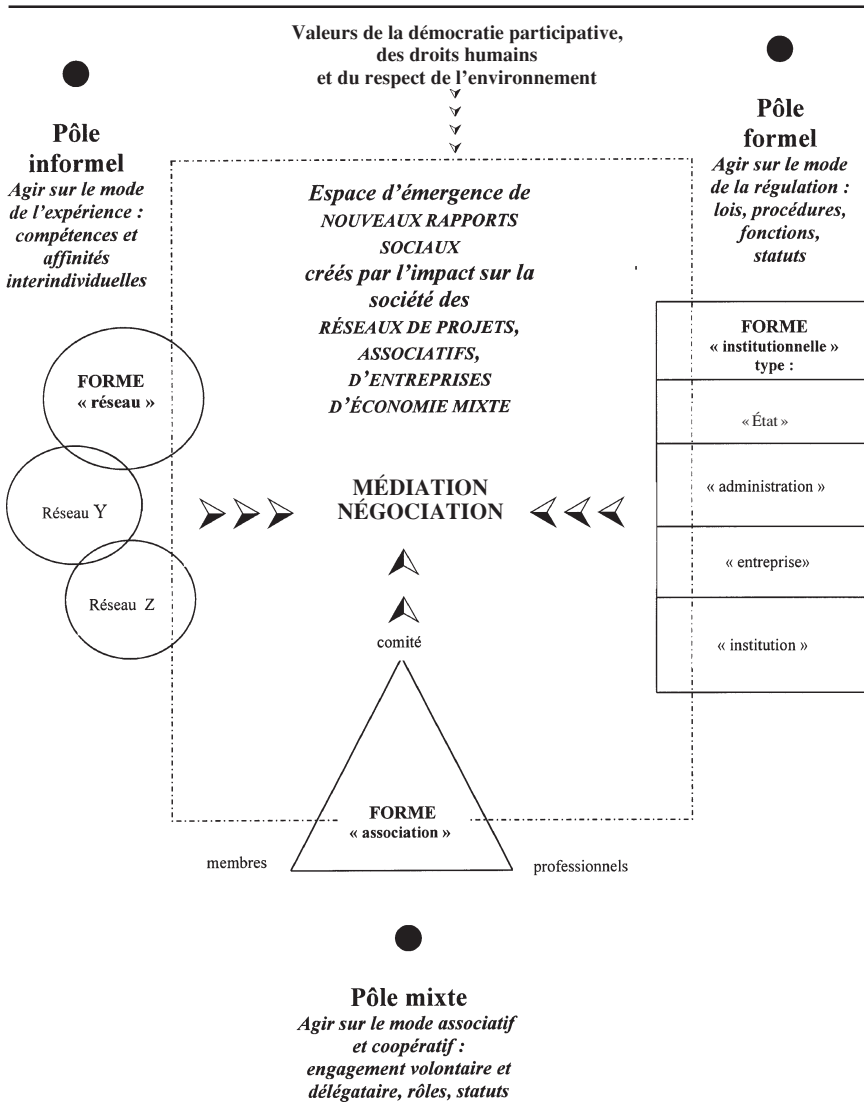 Valeurs de la démocratie participative,
des droits humains
et du respect de l'environnement
Pôle
informel
Agir sur le mode
de l'expérience :
compétences et
affinités
interindividuelles
Pôle
formel
Agir sur le mode
de la régulation :
lois, procédures,
fonctions,
statuts
Espace d'émergence de
NOUVEAUX RAPPORTS
SOCIAUX
créés par l'impact sur la
société des
RÉSEAUX DE PROJETS,
ASSOCIATIFS,
D'ENTREPRISES
D'ÉCONOMIE MIXTE
FORME
« réseau »
Réseau Y
Réseau Z
MÉDIATION
NÉGOCIATION
FORME
« institutionnelle »
type :
« État »
« administration »
« entreprise»
« institution »
comité
FORME
« association »
membres
professionnels
Pôle mixte
Agir sur le mode associatif
et coopératif :
engagement volontaire et
délégataire, rôles, statuts